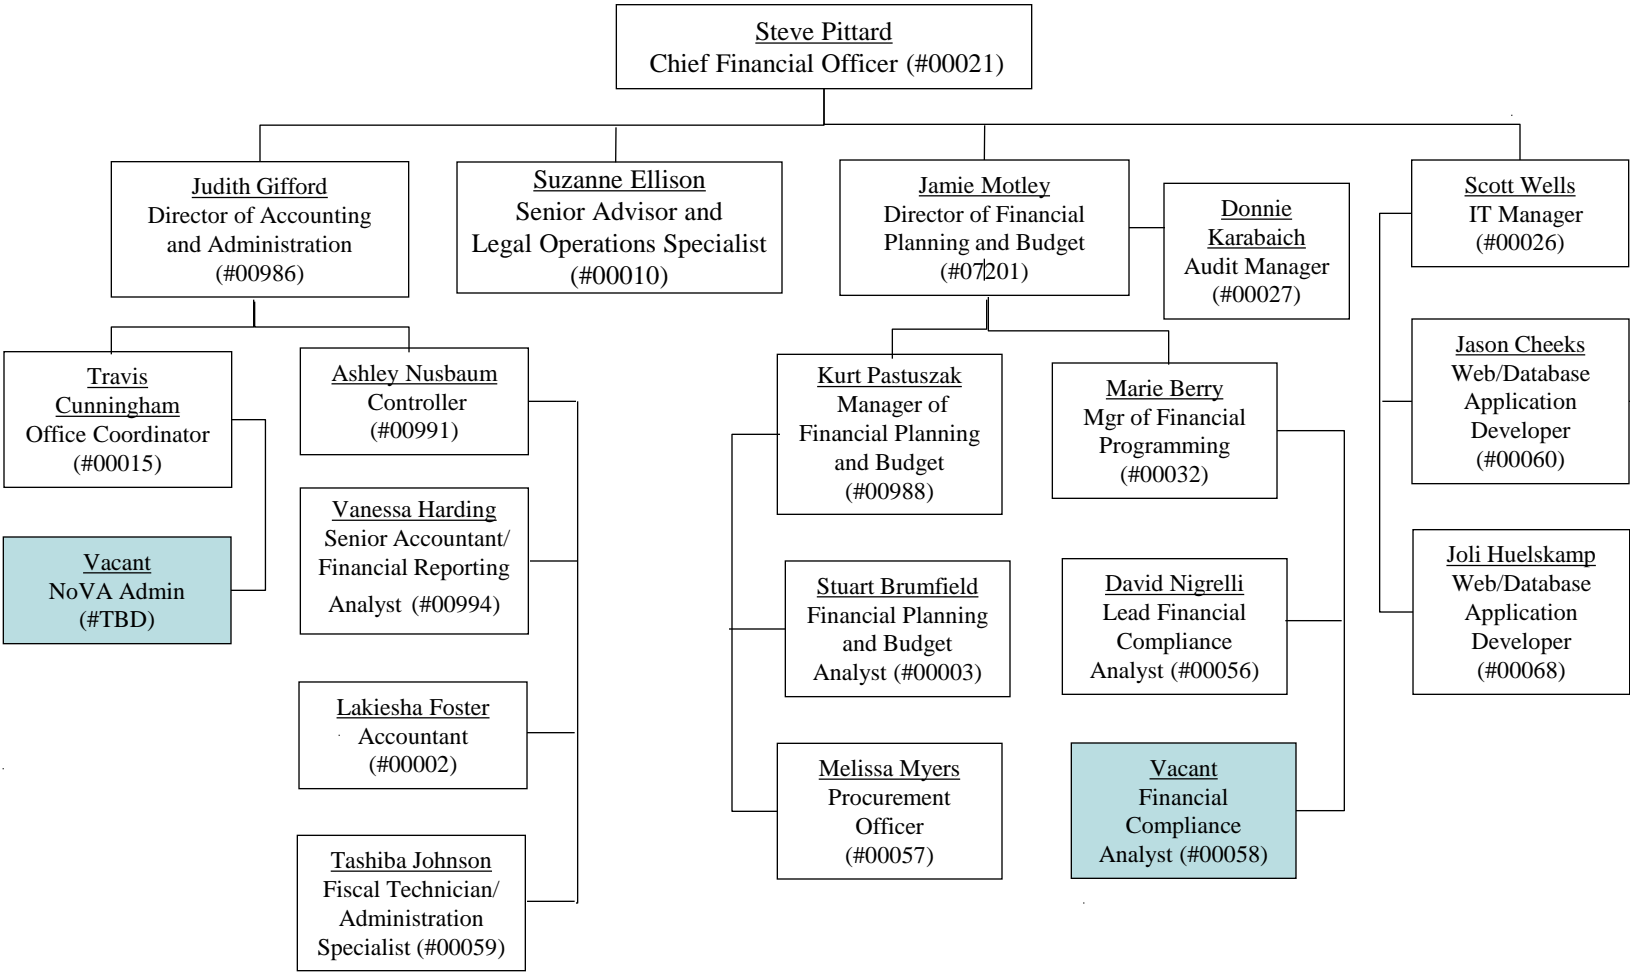 Steve Pittard
Chief Financial Officer (#00021)
Judith Gifford
Director of Accounting
and Administration
(#00986)
Suzanne Ellison
Senior Advisor and
Legal Operations Specialist
(#00010)
Jamie Motley
Director of Financial
Planning and Budget
(#07201)
Donnie
Karabaich
Audit Manager
(#00027)
Scott Wells
IT Manager
(#00026)
Travis
Cunningham
Office Coordinator
(#00015)
Vacant
NoVA Admin
(#TBD)
Ashley Nusbaum
Controller
(#00991)
Vanessa Harding
Senior Accountant/
Financial Reporting
Analyst (#00994)
Lakiesha Foster
Accountant
(#00002)
Tashiba Johnson
Fiscal Technician/
Administration
Specialist (#00059)
Kurt Pastuszak
Manager of
Financial Planning
and Budget
(#00988)
Stuart Brumfield
Financial Planning
and Budget
Analyst (#00003)
Melissa Myers
Procurement
Officer
(#00057)
Marie Berry
Mgr of Financial
Programming
(#00032)
David Nigrelli
Lead Financial
Compliance
Analyst (#00056)
Vacant
Financial
Compliance
Analyst (#00058)
Jason Cheeks
Web/Database
Application
Developer
(#00060)
Joli Huelskamp
Web/Database
Application
Developer
(#00068)